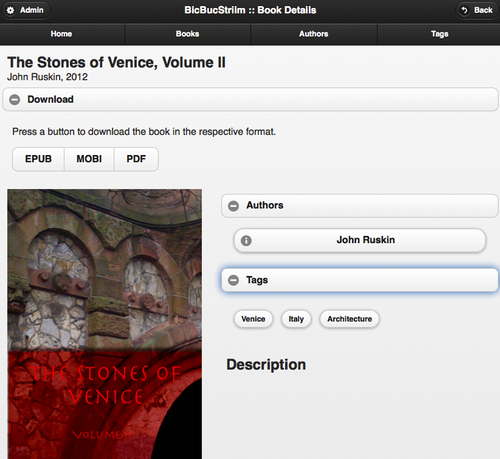 Admin
BicBucStriim :: Book Details
Back
Home
Books
Authors
Tags
The Stones of Venice, Volume II
John Ruskin, 2012
Download
Press a button to download the book in the respective format.
EPUB
MOBI
PDF
Authors
John Ruskin
Tags
Venice
Italy
Architecture
Description
THE STONES OF
VENICE
VOLUME